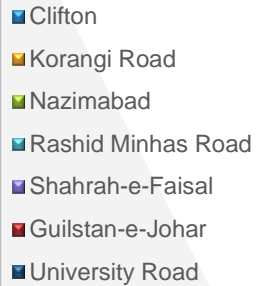 Clifton
Korangi Road
Nazimabad
Rashid Minhas Road
Shahrah-e-Faisal
Guilstan-e-Johar
University Road